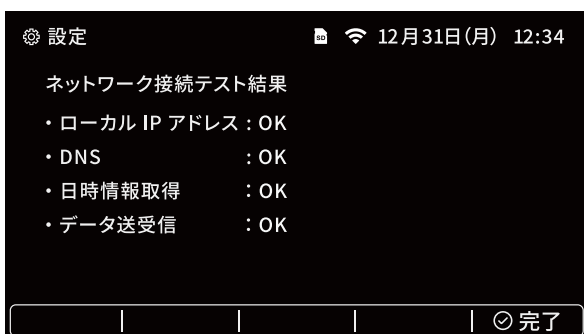 設定 SD 12月31日(月) 12:34
ネットワーク接続テスト結果
・ローカル IP アドレス : OK
・DNS : OK
・日時情報取得 : OK
・データ送受信 : OK
完了